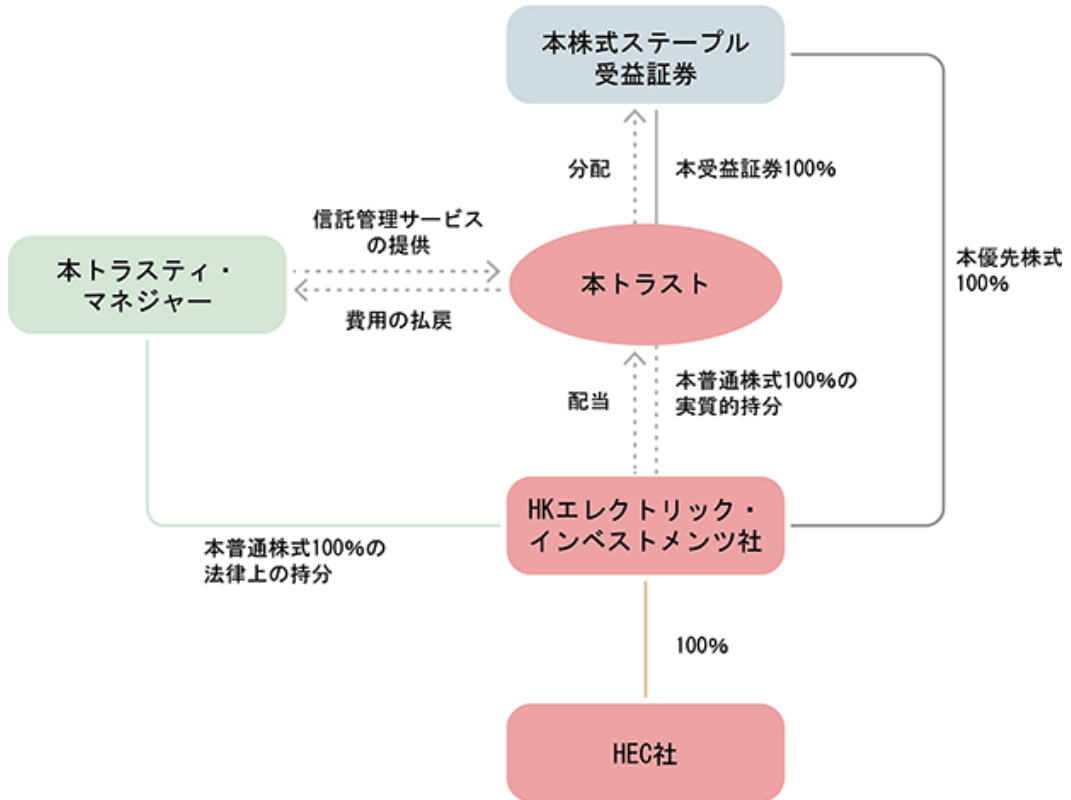 本株式ステープル
受益証券
分配
本受益証券100%
信託管理サービス
の提供
本トラスティ・
マネジャー
本トラスト
本優先株式
100%
費用の払戻
配当
本普通株式100%の
実質的持分
HKエレクトリック・
インベストメンツ社
本普通株式100%の
法律上の持分
100%
HEC社